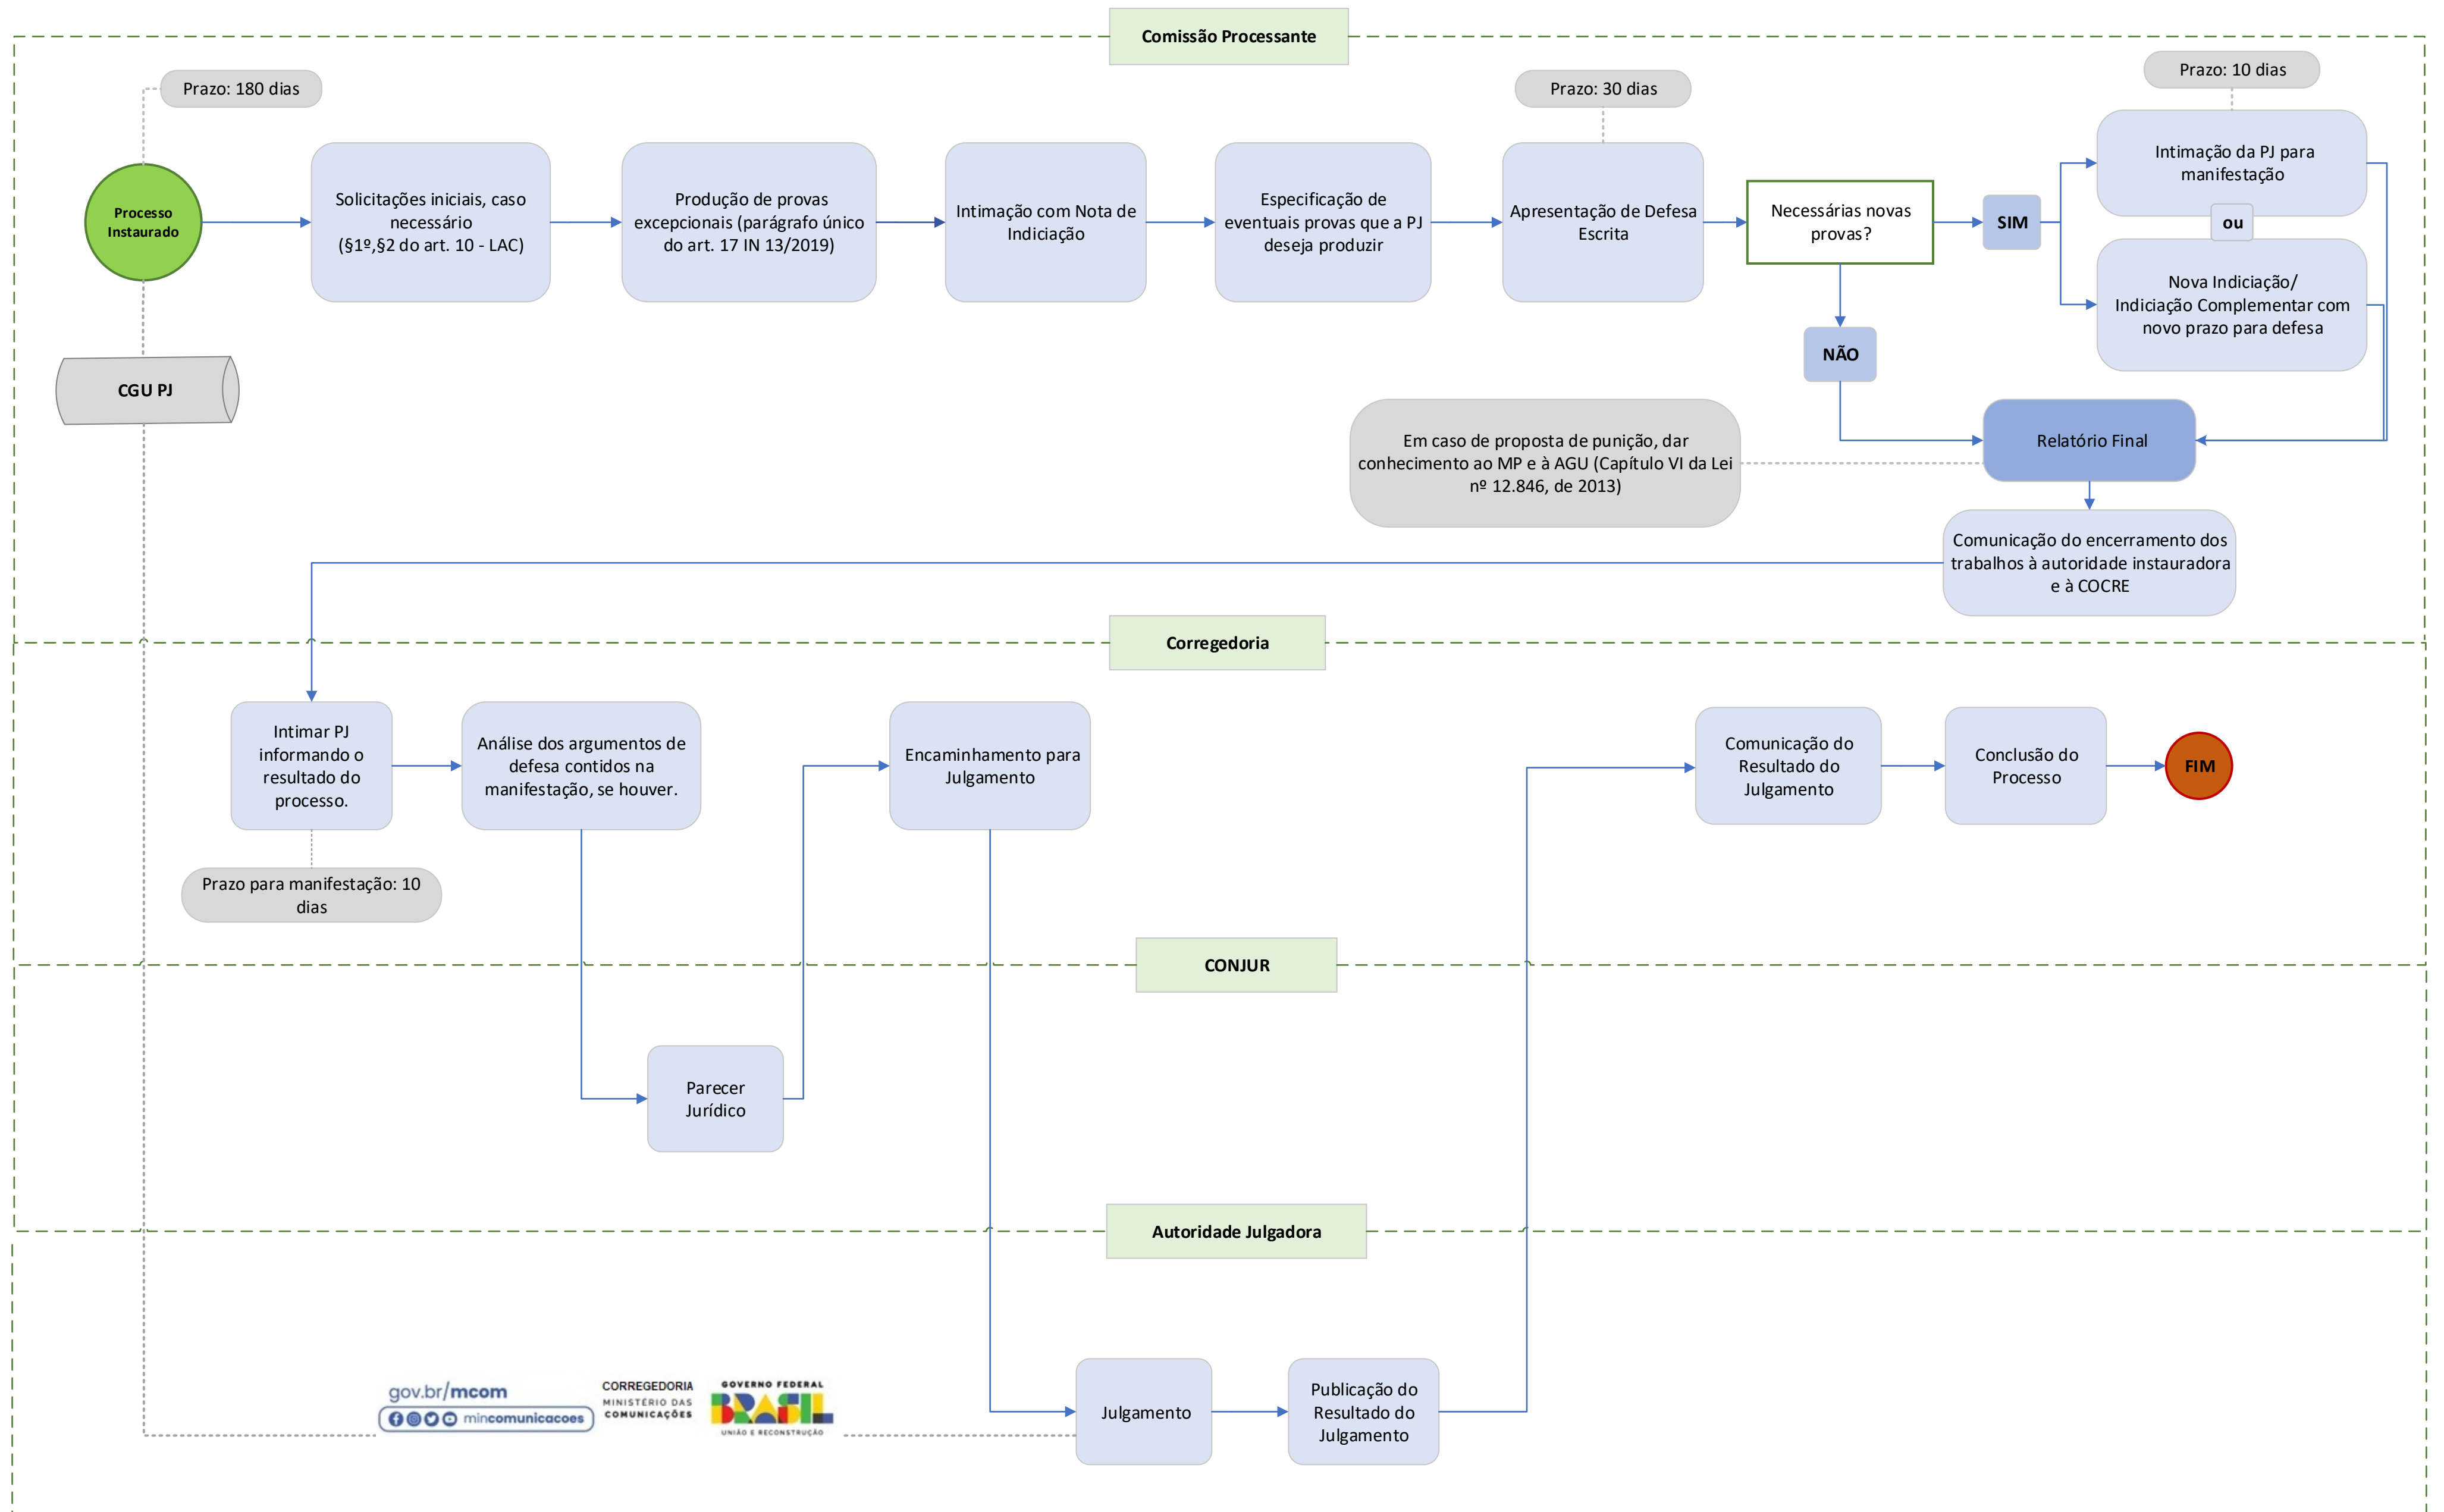 Comissão Processante
Prazo: 180 dias
Prazo: 30 dias
Prazo: 10 dias
Processo
Instaurado
Solicitações iniciais, caso
necessário
(§1º,§2 do art. 10 - LAC)
Produção de provas
excepcionais (parágrafo único
do art. 17 IN 13/2019)
Intimação com Nota de
Indiciação
Especificação de
eventuais provas que a PJ
deseja produzir
Apresentação de Defesa
Escrita
Necessárias novas
provas?
SIM
Intimação da PJ para
manifestação
ou
Nova Indiciação/
Indiciação Complementar com
novo prazo para defesa
NÃO
CGU PJ
Em caso de proposta de punição, dar
conhecimento ao MP e à AGU (Capítulo VI da Lei
nº 12.846, de 2013)
Relatório Final
Comunicação do encerramento dos
trabalhos à autoridade instauradora
e à COCRE
Corregedoria
Intimar PJ
informando o
resultado do
processo.
Análise dos argumentos de
defesa contidos na
manifestação, se houver.
Encaminhamento para
Julgamento
Comunicação do
Resultado do
Julgamento
Conclusão do
Processo
FIM
Prazo para manifestação: 10
dias
CONJUR
Parecer
Jurídico
Autoridade Julgadora
gov.br/mcom
mincomunicacoes
CORREGEDORIA
MINISTÉRIO DAS
COMUNICAÇÕES
GOVERNO FEDERAL
BRASIL
UNIÃO E RECONSTRUÇÃO
Julgamento
Publicação do
Resultado do
Julgamento